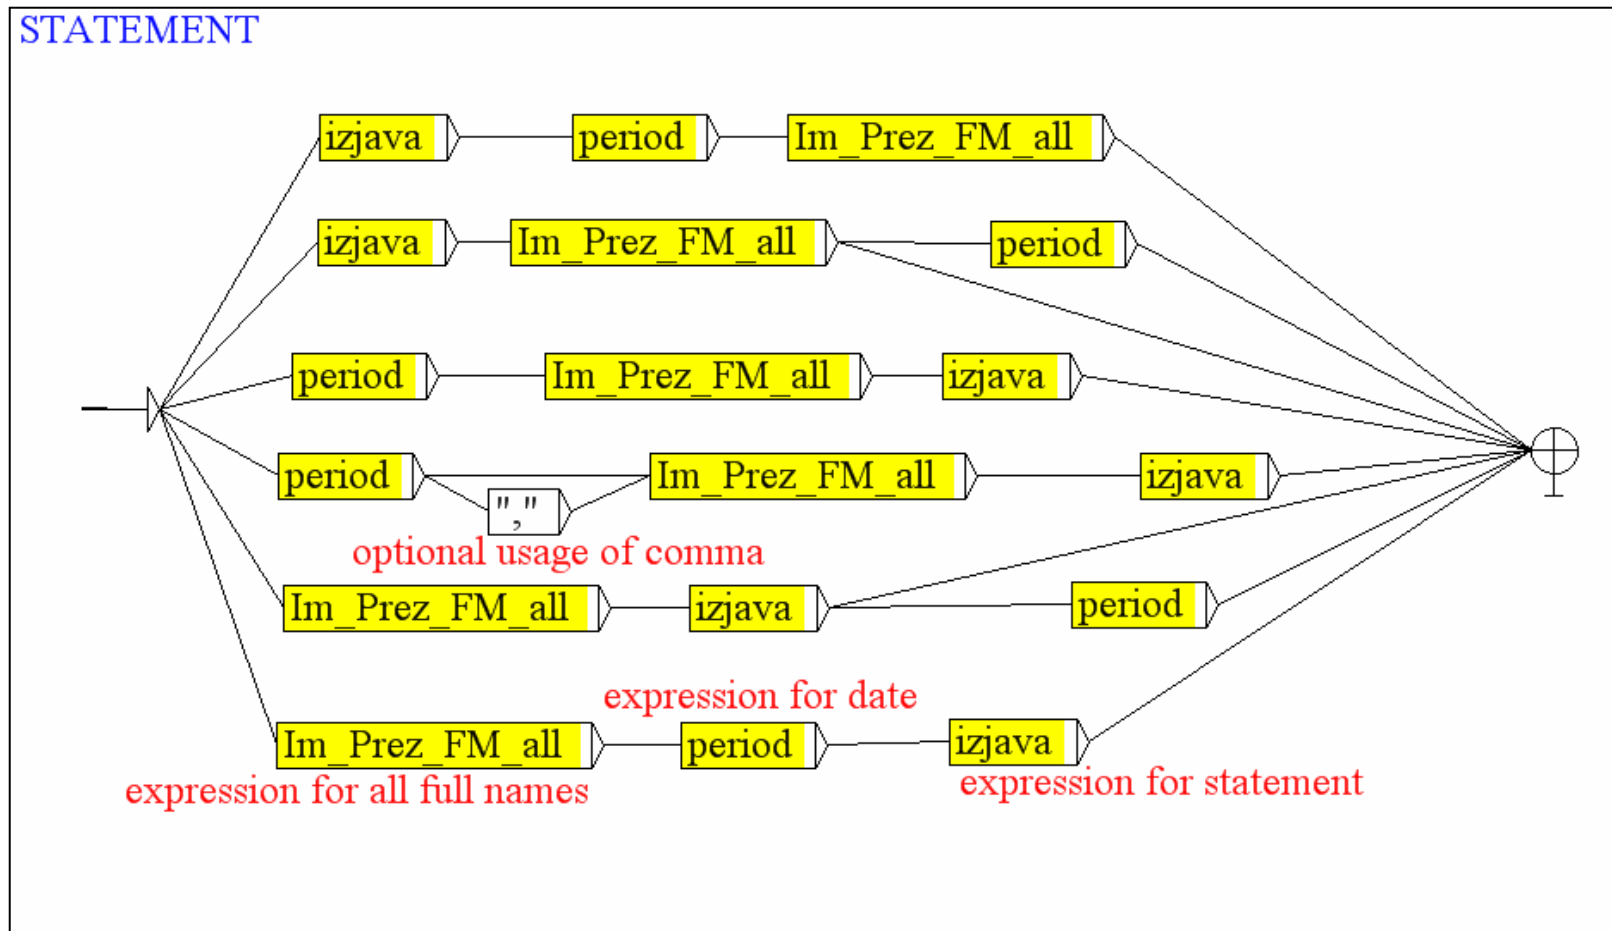 STATEMENT
izjava period Im_Prez_FM_all
izjava Im_Prez_FM_all period
period Im_Prez_FM_all izjava
period Im_Prez_FM_all izjava
","
optional usage of comma
Im_Prez_FM_all izjava period
expression for date
Im_Prez_FM_all period izjava
expression for all full names
expression for statement